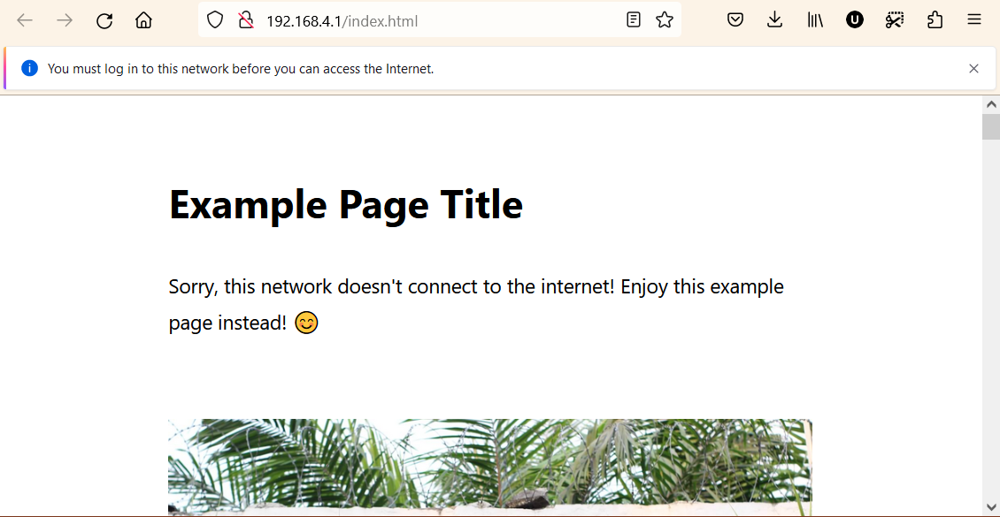 192.168.4.1/index.html
You must log in to this network before you can access the Internet.
Example Page Title
Sorry, this network doesn't connect to the internet! Enjoy this example
page instead! 😊